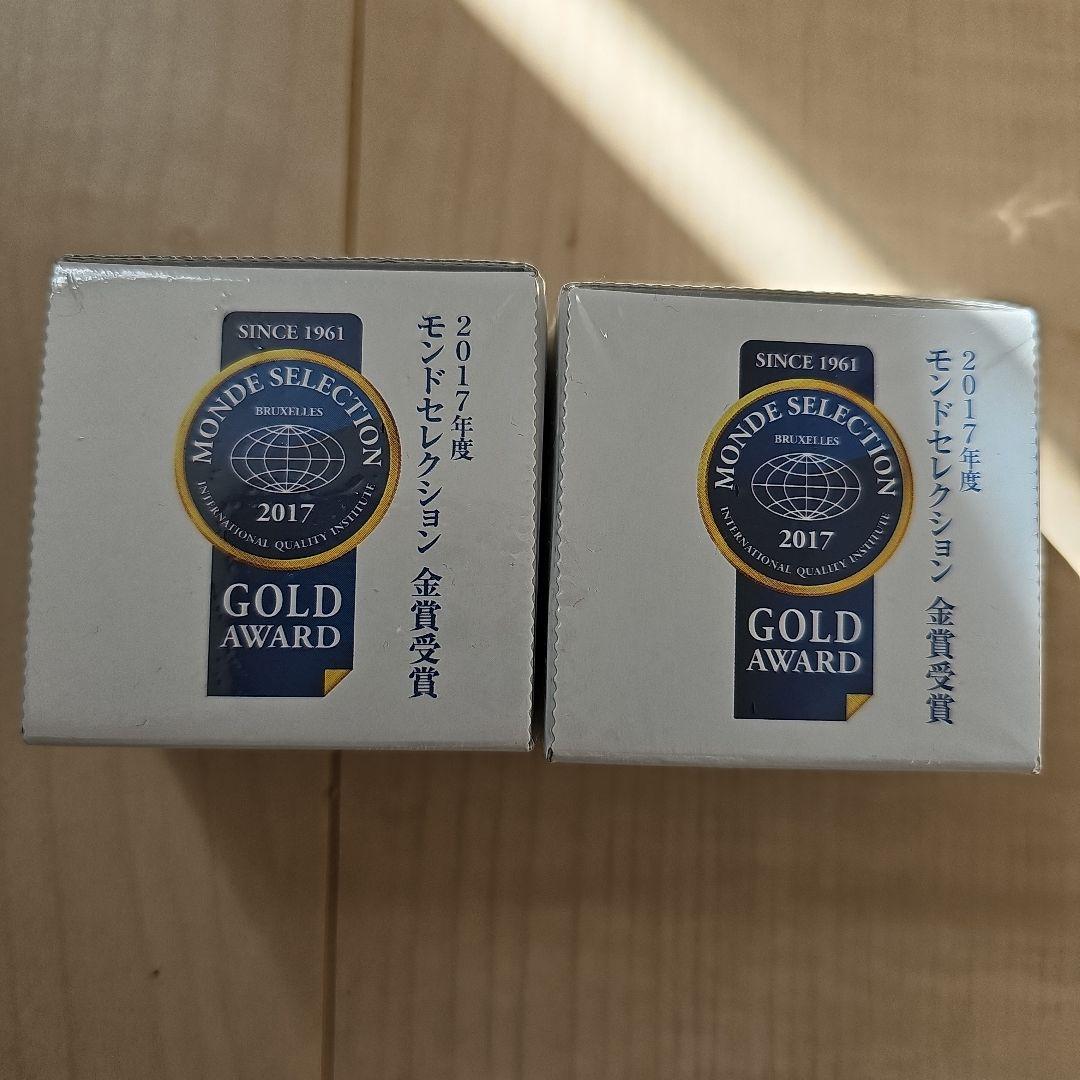 SINCE 1961
MONDE SELECTION
BRUXELLES
2017
INTERNATIONAL QUALITY INSTITUTE
GOLD
AWARD
2017年度
モンドセレクション 金賞受賞
SINCE 1961
MONDE SELECTION
BRUXELLES
2017
INTERNATIONAL QUALITY INSTITUTE
GOLD
AWARD
2017年度
モンドセレクション 金賞受賞